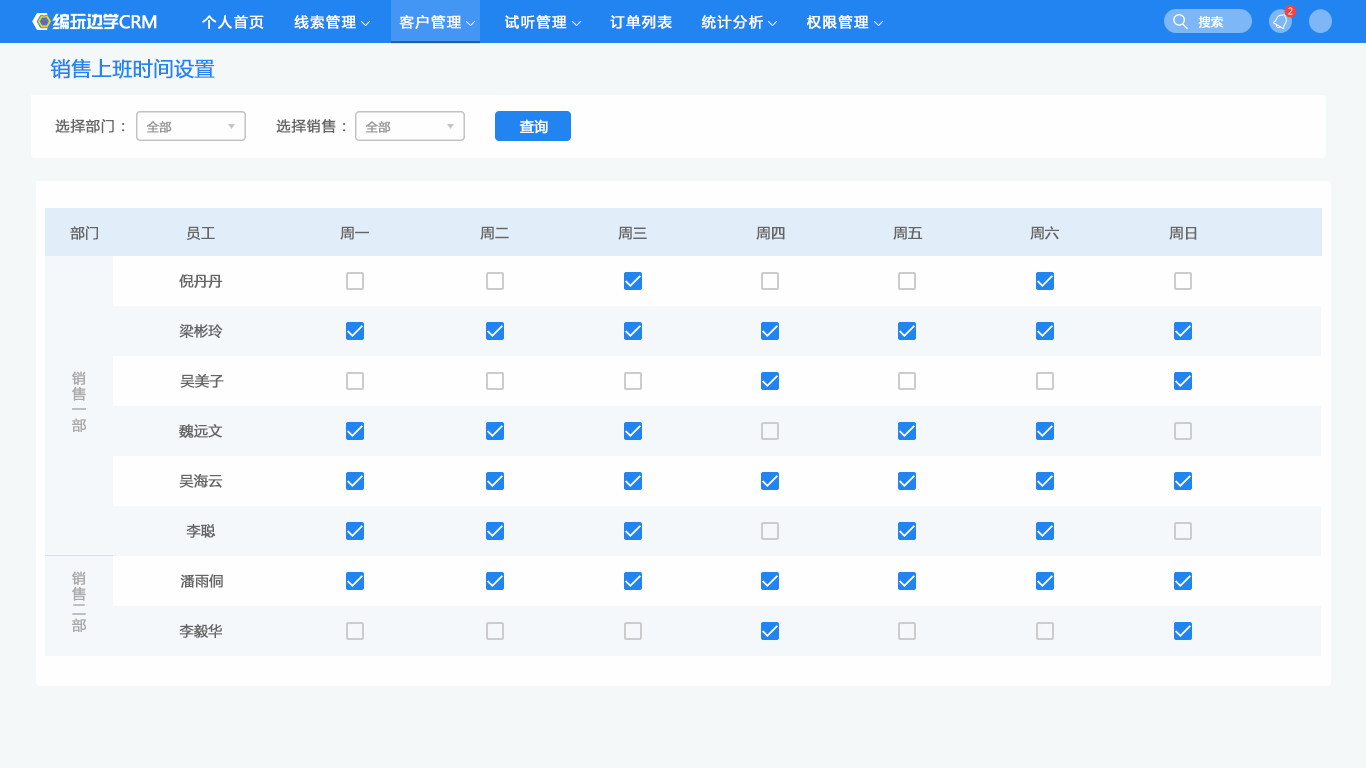 编玩边学CRM 个人首页 线索管理 客户管理 试听管理 订单列表 统计分析 权限管理 搜索 2
销售上班时间设置
选择部门： 全部 选择销售： 全部 查询
部门 员工 周一 周二 周三 周四 周五 周六 周日
销售一部
倪丹丹
梁彬玲
吴美子
魏远文
吴海云
李聪
销售二部
潘雨侗
李毅华